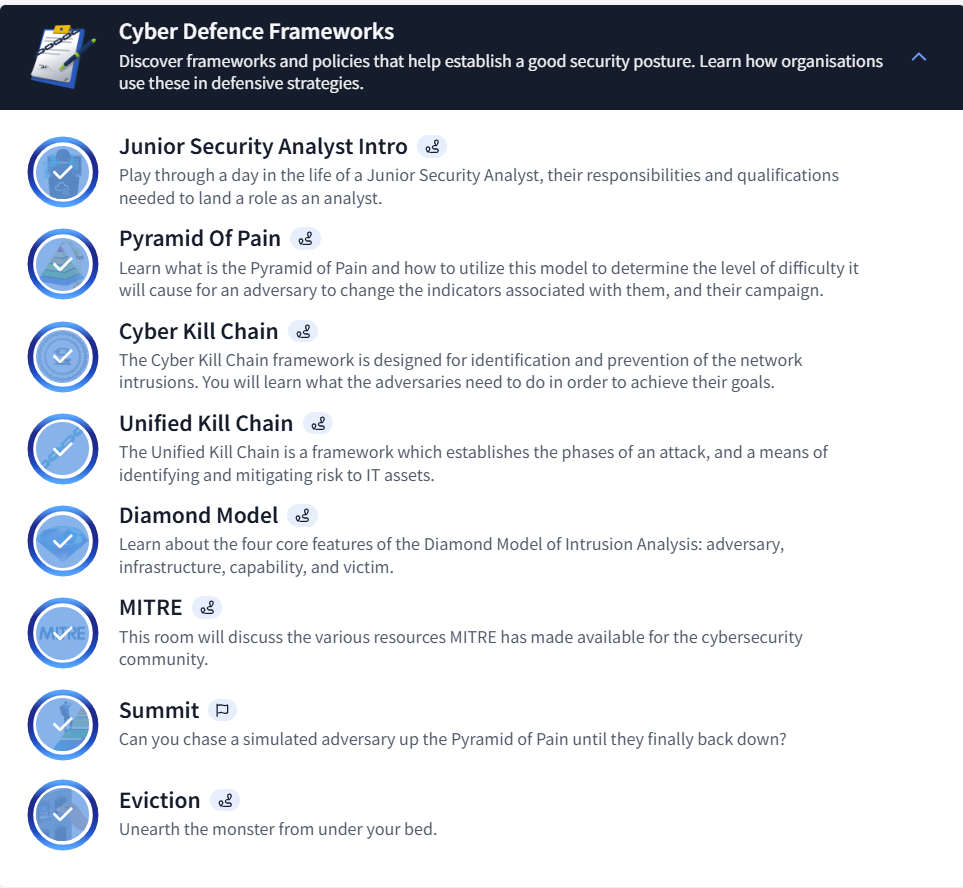 Cyber Defence Frameworks
Discover frameworks and policies that help establish a good security posture. Learn how organisations
use these in defensive strategies.
Junior Security Analyst Intro
Play through a day in the life of a Junior Security Analyst, their responsibilities and qualifications
needed to land a role as an analyst.
Pyramid Of Pain
Learn what is the Pyramid of Pain and how to utilize this model to determine the level of difficulty it
will cause for an adversary to change the indicators associated with them, and their campaign.
Cyber Kill Chain
The Cyber Kill Chain framework is designed for identification and prevention of the network
intrusions. You will learn what the adversaries need to do in order to achieve their goals.
Unified Kill Chain
The Unified Kill Chain is a framework which establishes the phases of an attack, and a means of
identifying and mitigating risk to IT assets.
Diamond Model
Learn about the four core features of the Diamond Model of Intrusion Analysis: adversary,
infrastructure, capability, and victim.
MITRE
MITRE
This room will discuss the various resources MITRE has made available for the cybersecurity
community.
Summit
Can you chase a simulated adversary up the Pyramid of Pain until they finally back down?
Eviction
Unearth the monster from under your bed.